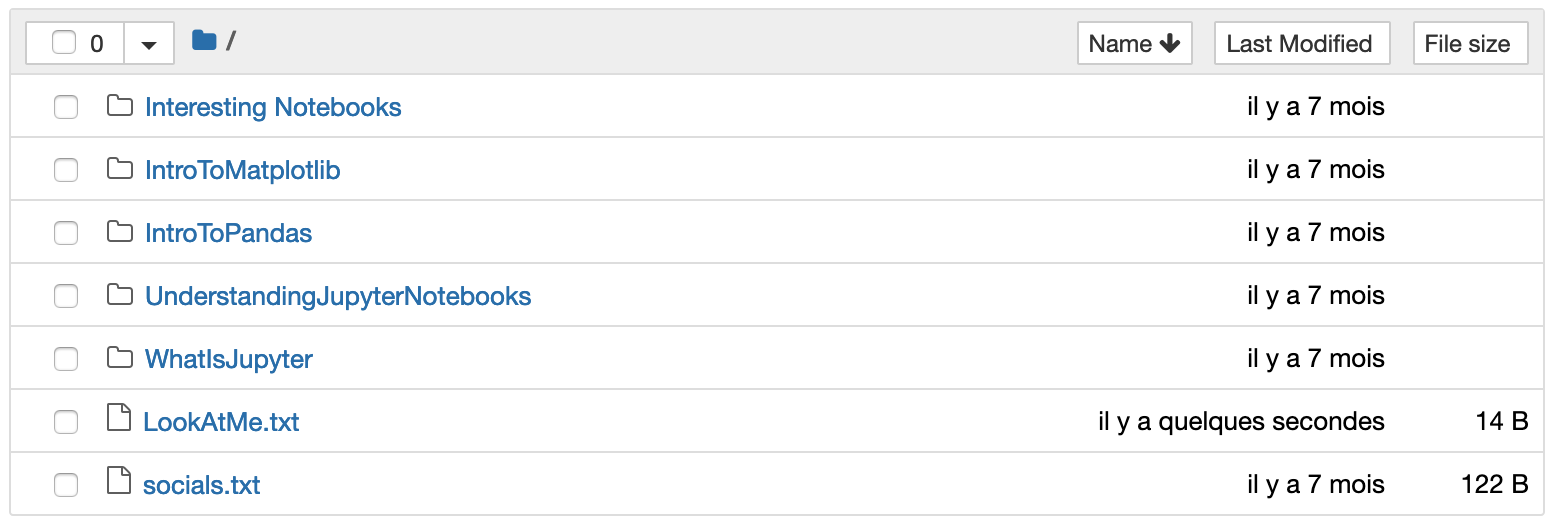 0 / Name Last Modified File size
Interesting Notebooks il y a 7 mois
IntroToMatplotlib il y a 7 mois
IntroToPandas il y a 7 mois
UnderstandingJupyterNotebooks il y a 7 mois
WhatIsJupyter il y a 7 mois
LookAtMe.txt il y a quelques secondes 14 B
socials.txt il y a 7 mois 122 B